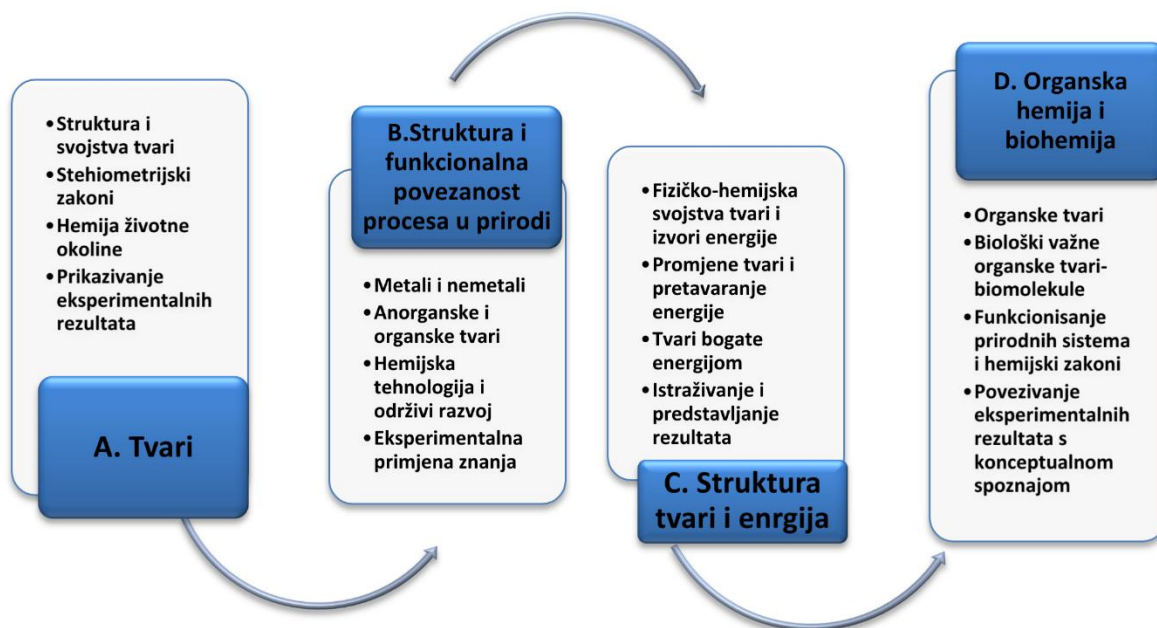 •Struktura i
svojstva tvari
•Stehiometrijski
zakoni
•Hemija životne
okoline
•Prikazivanje
eksperimentalnih
rezultata
A. Tvari
B.Struktura i
funkcionalna
povezanost
procesa u prirodi
•Metali i nemetali
•Anorganske i
organske tvari
•Hemijska
tehnologija i
održivi razvoj
•Eksperimentalna
primjena znanja
•Fizičko-hemijska
svojstva tvari i
izvori energije
•Promjene tvari i
pretavaranje
energije
•Tvari bogate
energijom
•Istraživanje i
predstavljanje
rezultata
C. Struktura
tvari i enrgija
D. Organska
hemija i
biohemija
•Organske tvari
•Biološki važne
organske tvari-
biomolekule
•Funkcionisanje
prirodnih sistema
i hemijski zakoni
•Povezivanje
eksperimentalnih
rezultata s
konceptualnom
spoznajom